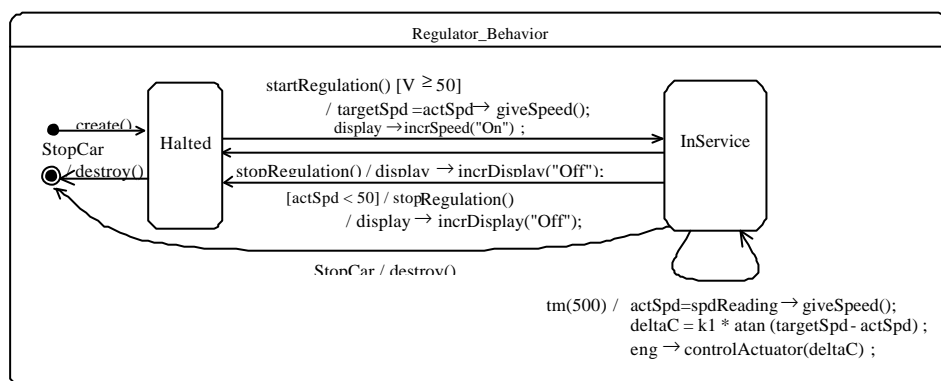 Regulator_Behavior
startRegulation() [V ≥ 50]
/ targetSpd =actSpd→ giveSpeed();
display →incrSpeed("On") ;
create()
StopCar
/ destroy()
Halted
InService
stopRegulation() / display → incrDisplay("Off");
[actSpd < 50] / stopRegulation()
/ display → incrDisplay("Off");
StopCar / destroy()
tm(500) / actSpd=spdReading→ giveSpeed();
deltaC = k1 * atan (targetSpd - actSpd) ;
eng → controlActuator(deltaC) ;